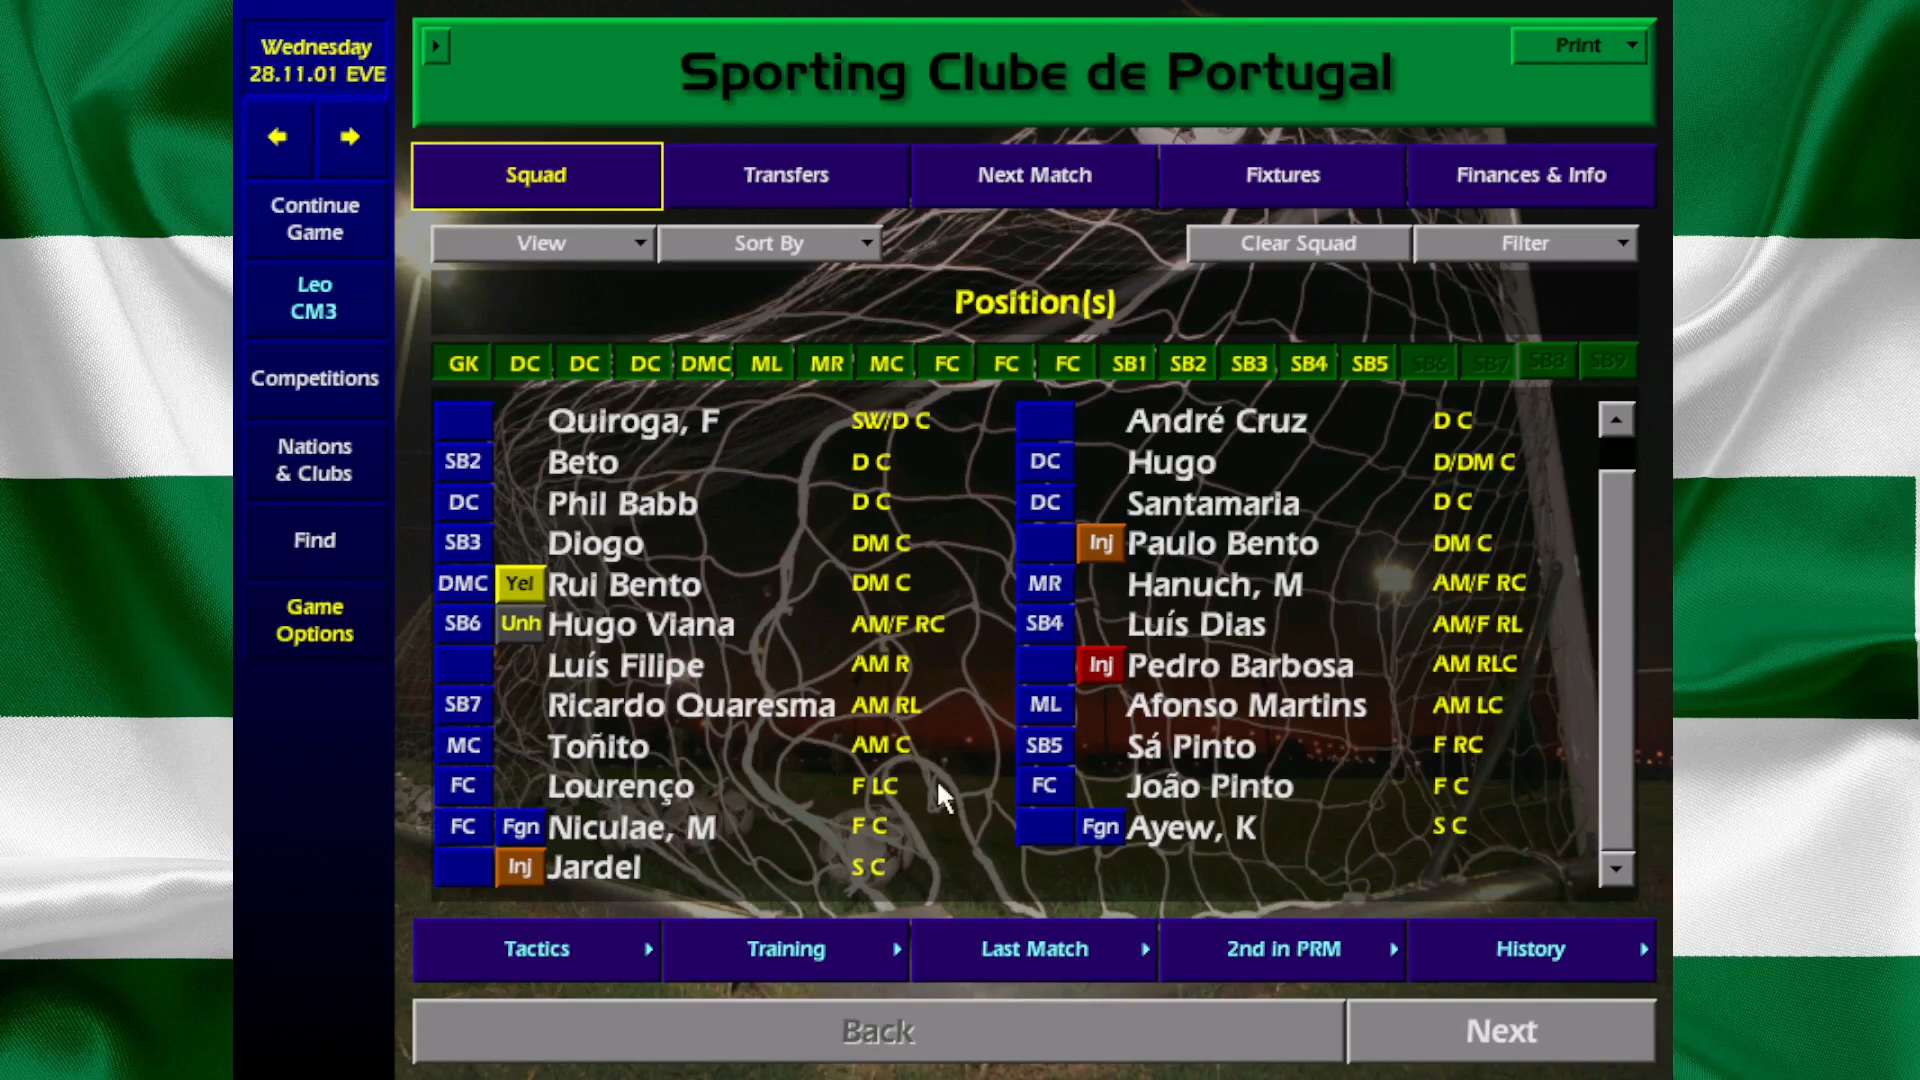 Wednesday
28.11.01 EVE
Continue
Game
Leo
CM3
Competitions
Nations
& Clubs
Find
Game
Options
Sporting Clube de Portugal
Print
Squad Transfers Next Match Fixtures Finances & Info
View Sort By Clear Squad Filter
Position(s)
GK DC DC DC DMC ML MR MC FC FC FC SB1 SB2 SB3 SB4 SB5 SB6 SB7 SB8 SB9
Quiroga, F SW/D C André Cruz D C
SB2 Beto D C DC Hugo D/DM C
DC Phil Babb D C DC Santamaria D C
SB3 Diogo DM C Inj Paulo Bento DM C
DMC Yel Rui Bento DM C MR Hanuch, M AM/F RC
SB6 Unh Hugo Viana AM/F RC SB4 Luís Dias AM/F RL
Luís Filipe AM R Inj Pedro Barbosa AM RLC
SB7 Ricardo Quaresma AM RL ML Afonso Martins AM LC
MC Toñito AM C SB5 Sá Pinto F RC
FC Lourenço F LC FC João Pinto F C
FC Fgn Niculae, M F C Fgn Ayew, K S C
Inj Jardel S C
Tactics Training Last Match 2nd in PRM History
Back Next